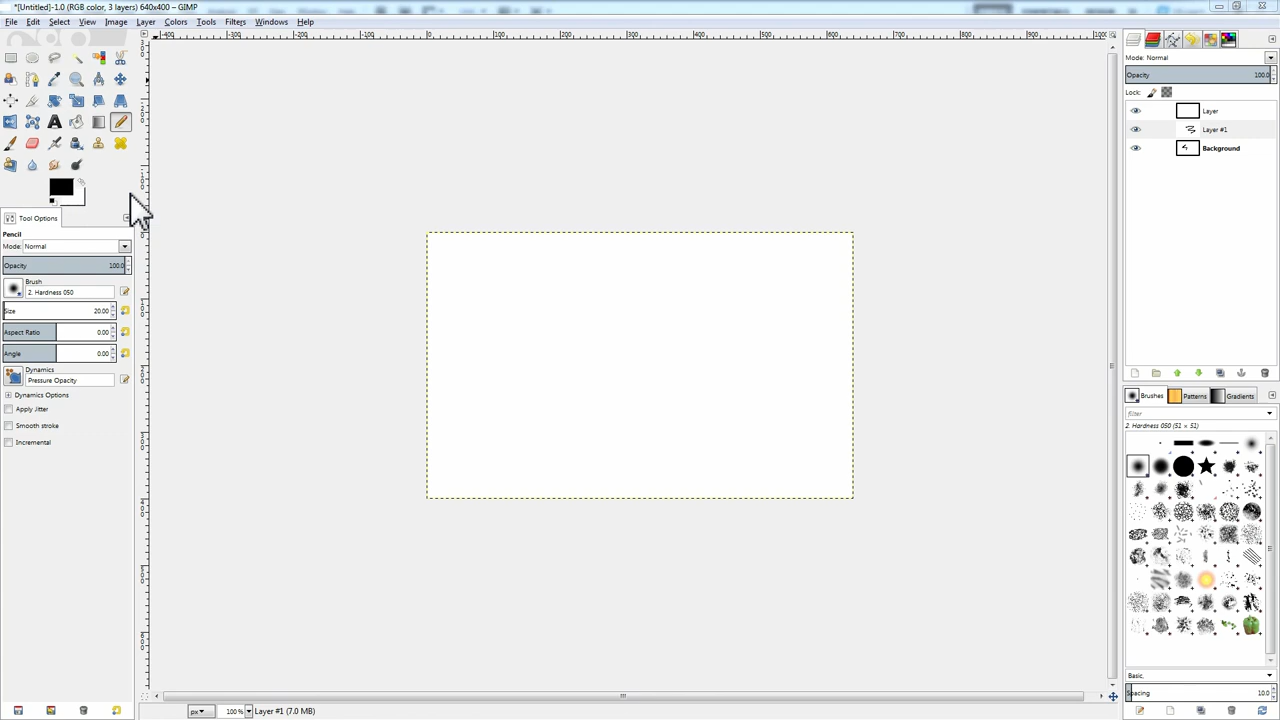 *[Untitled]-1.0 (RGB color, 3 layers) 640x400 – GIMP
File Edit Select View Image Layer Colors Tools Filters Windows Help
Mode: Normal
Opacity 100.0
Lock:
Layer
Layer #1
Background
Tool Options
Pencil
Mode: Normal
Opacity 100.0
Brush
2. Hardness 050
Size 20.00
Aspect Ratio 0.00
Angle 0.00
Dynamics
Pressure Opacity
Dynamics Options
Apply Jitter
Smooth stroke
Incremental
Brushes Patterns Gradients
filter
2. Hardness 050 (51 × 51)
Basic,
Spacing 10.0
px 100% Layer #1 (7.0 MB)